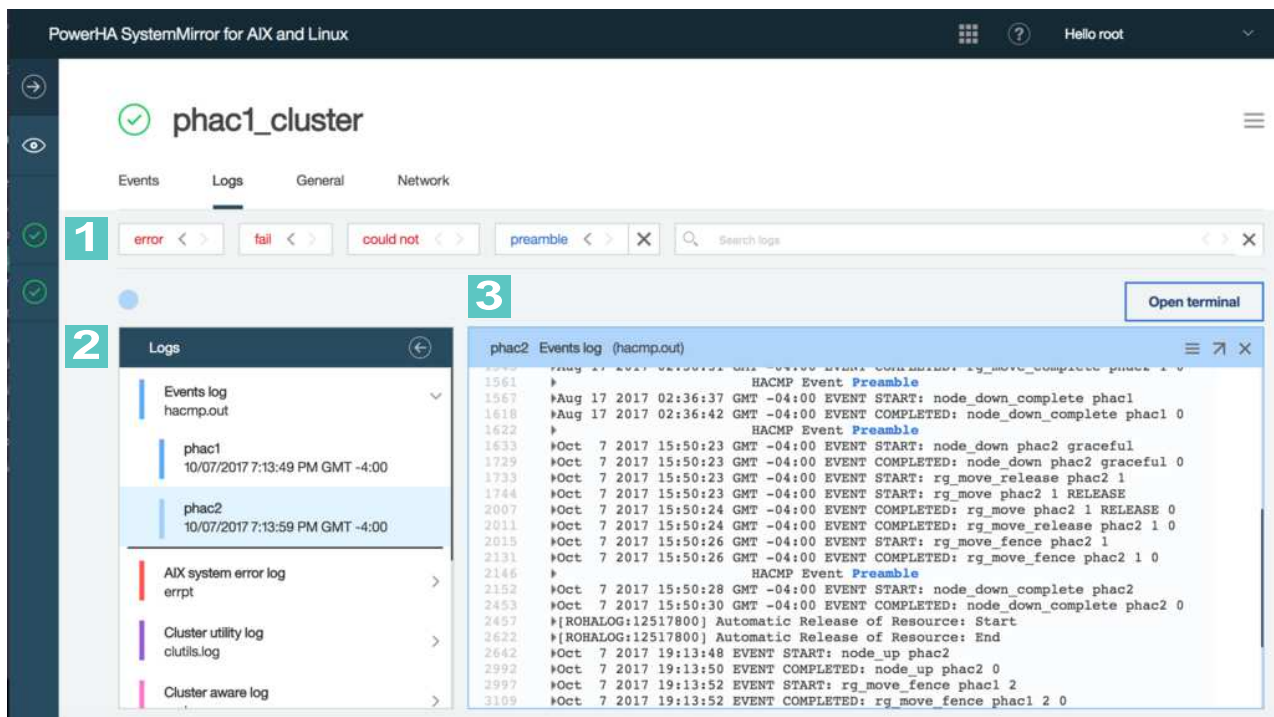 PowerHA SystemMirror for AIX and Linux
? Hello root
phac1_cluster
Events Logs General Network
1 error fail could not preamble Search logs
3
Open terminal
2 Logs
Events log
hacmp.out
phac1
10/07/2017 7:13:49 PM GMT -4:00
phac2
10/07/2017 7:13:59 PM GMT -4:00
AIX system error log
errpt
Cluster utility log
clutils.log
Cluster aware log
phac2 Events log (hacmp.out)
Aug 17 2017 02:36:31 GMT -04:00 EVENT COMPLETED: rg_move_complete phac2 1 0
1561 HACMP Event Preamble
1567 Aug 17 2017 02:36:37 GMT -04:00 EVENT START: node_down_complete phac1
1618 Aug 17 2017 02:36:42 GMT -04:00 EVENT COMPLETED: node_down_complete phac1 0
1622 HACMP Event Preamble
1633 Oct 7 2017 15:50:23 GMT -04:00 EVENT START: node_down phac2 graceful
1729 Oct 7 2017 15:50:23 GMT -04:00 EVENT COMPLETED: node_down phac2 graceful 0
1733 Oct 7 2017 15:50:23 GMT -04:00 EVENT START: rg_move_release phac2 1
1744 Oct 7 2017 15:50:23 GMT -04:00 EVENT START: rg_move phac2 1 RELEASE
2007 Oct 7 2017 15:50:24 GMT -04:00 EVENT COMPLETED: rg_move phac2 1 RELEASE 0
2011 Oct 7 2017 15:50:24 GMT -04:00 EVENT COMPLETED: rg_move_release phac2 1 0
2015 Oct 7 2017 15:50:26 GMT -04:00 EVENT START: rg_move_fence phac2 1
2131 Oct 7 2017 15:50:26 GMT -04:00 EVENT COMPLETED: rg_move_fence phac2 1 0
2146 HACMP Event Preamble
2152 Oct 7 2017 15:50:28 GMT -04:00 EVENT START: node_down_complete phac2
2453 Oct 7 2017 15:50:30 GMT -04:00 EVENT COMPLETED: node_down_complete phac2 0
2457 [ROHALOG:12517800] Automatic Release of Resource: Start
2622 [ROHALOG:12517800] Automatic Release of Resource: End
2642 Oct 7 2017 19:13:48 EVENT START: node_up phac2
2992 Oct 7 2017 19:13:50 EVENT COMPLETED: node_up phac2 0
2997 Oct 7 2017 19:13:52 EVENT START: rg_move_fence phac1 2
3109 Oct 7 2017 19:13:52 EVENT COMPLETED: rg_move_fence phac1 2 0